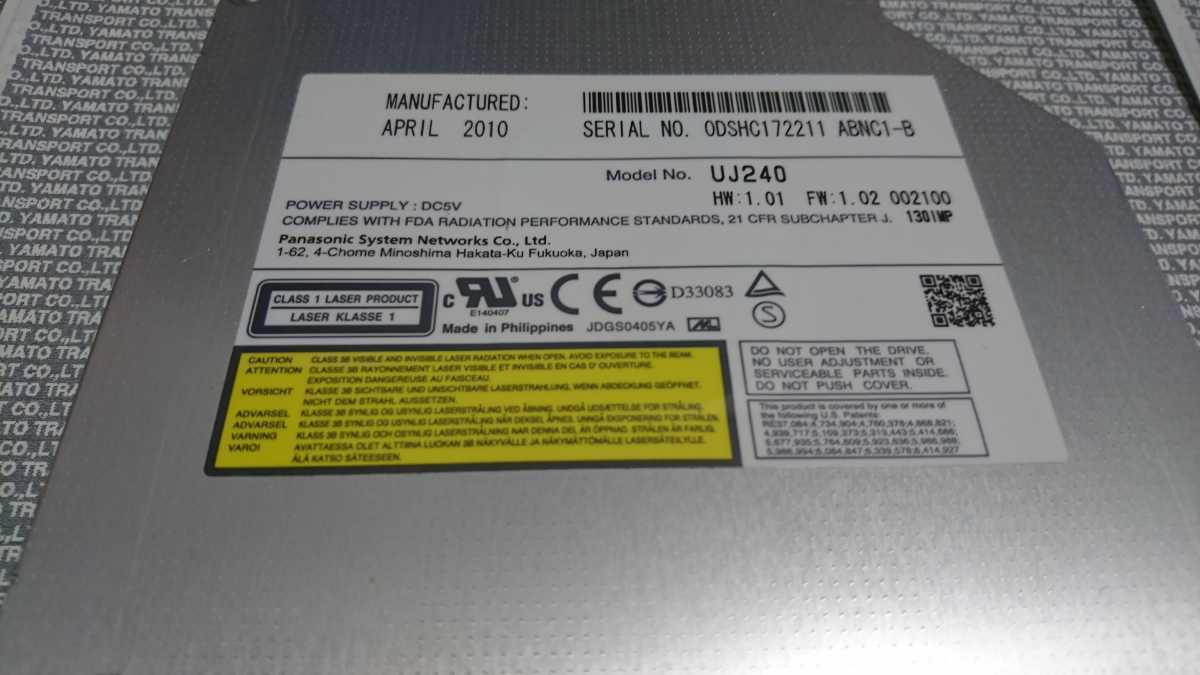 MANUFACTURED:
APRIL 2010
SERIAL NO. ODSHC172211 ABNC1-B
Model No. UJ240
HW:1.01 FW:1.02 002100
POWER SUPPLY : DC5V
COMPLIES WITH FDA RADIATION PERFORMANCE STANDARDS, 21 CFR SUBCHAPTER J. 130IMP
Panasonic System Networks Co., Ltd.
1-62, 4-Chome Minoshima Hakata-Ku Fukuoka, Japan
CLASS 1 LASER PRODUCT
LASER KLASSE 1
c RU US CE D33083 S
E140407
Made in Philippines JDGS0405YA
CAUTION CLASS 3B VISIBLE AND INVISIBLE LASER RADIATION WHEN OPEN. AVOID EXPOSURE TO THE BEAM.
ATTENTION CLASSE 3B RAYONNEMENT LASER VISIBLE ET INVISIBLE EN CAS D' OUVERTURE.
EXPOSITION DANGEREUSE AU FAISCEAU.
VORSICHT KLASSE 3B SICHTBARE UND UNSICHTBARE LASERSTRAHLUNG, WENN ABDECKUNG GEÖFFNET.
NICHT DEM STRAHL AUSSETZEN.
ADVARSEL KLASSE 3B SYNLIG OG USYNLIG LASERSTRÅLING VED ÅBNING. UNDGÅ UDSÆTTELSE FOR STRÅLING.
ADVARSEL KLASSE 3B SYNLIG OG USYNLIG LASERSTRÅLING NÅR DEKSEL ÅPNES. UNNGÅ EKSPONERING FOR STRÅLEN.
VARNING KLASS 3B SYNLIG OCH OSYNLIG LASERSTRÅLNING NÄR DENNA DEL ÄR ÖPPNAD. STRÅLEN ÄR FARLIG.
VARO! AVATTAESSA OLET ALTTIINA LUOKAN 3B NÄKYVÄLLE JA NÄKYMÄTTÖMÄLLE LASERSÄTEILYLLE.
ÄLÄ KATSO SÄTEESEEN.
DO NOT OPEN THE DRIVE.
NO USER ADJUSTMENT OR
SERVICEABLE PARTS INSIDE.
DO NOT PUSH COVER.
This product is covered by one or more of
the following U.S. Patents:
YAMATO TRANSPORT CO.,LTD.